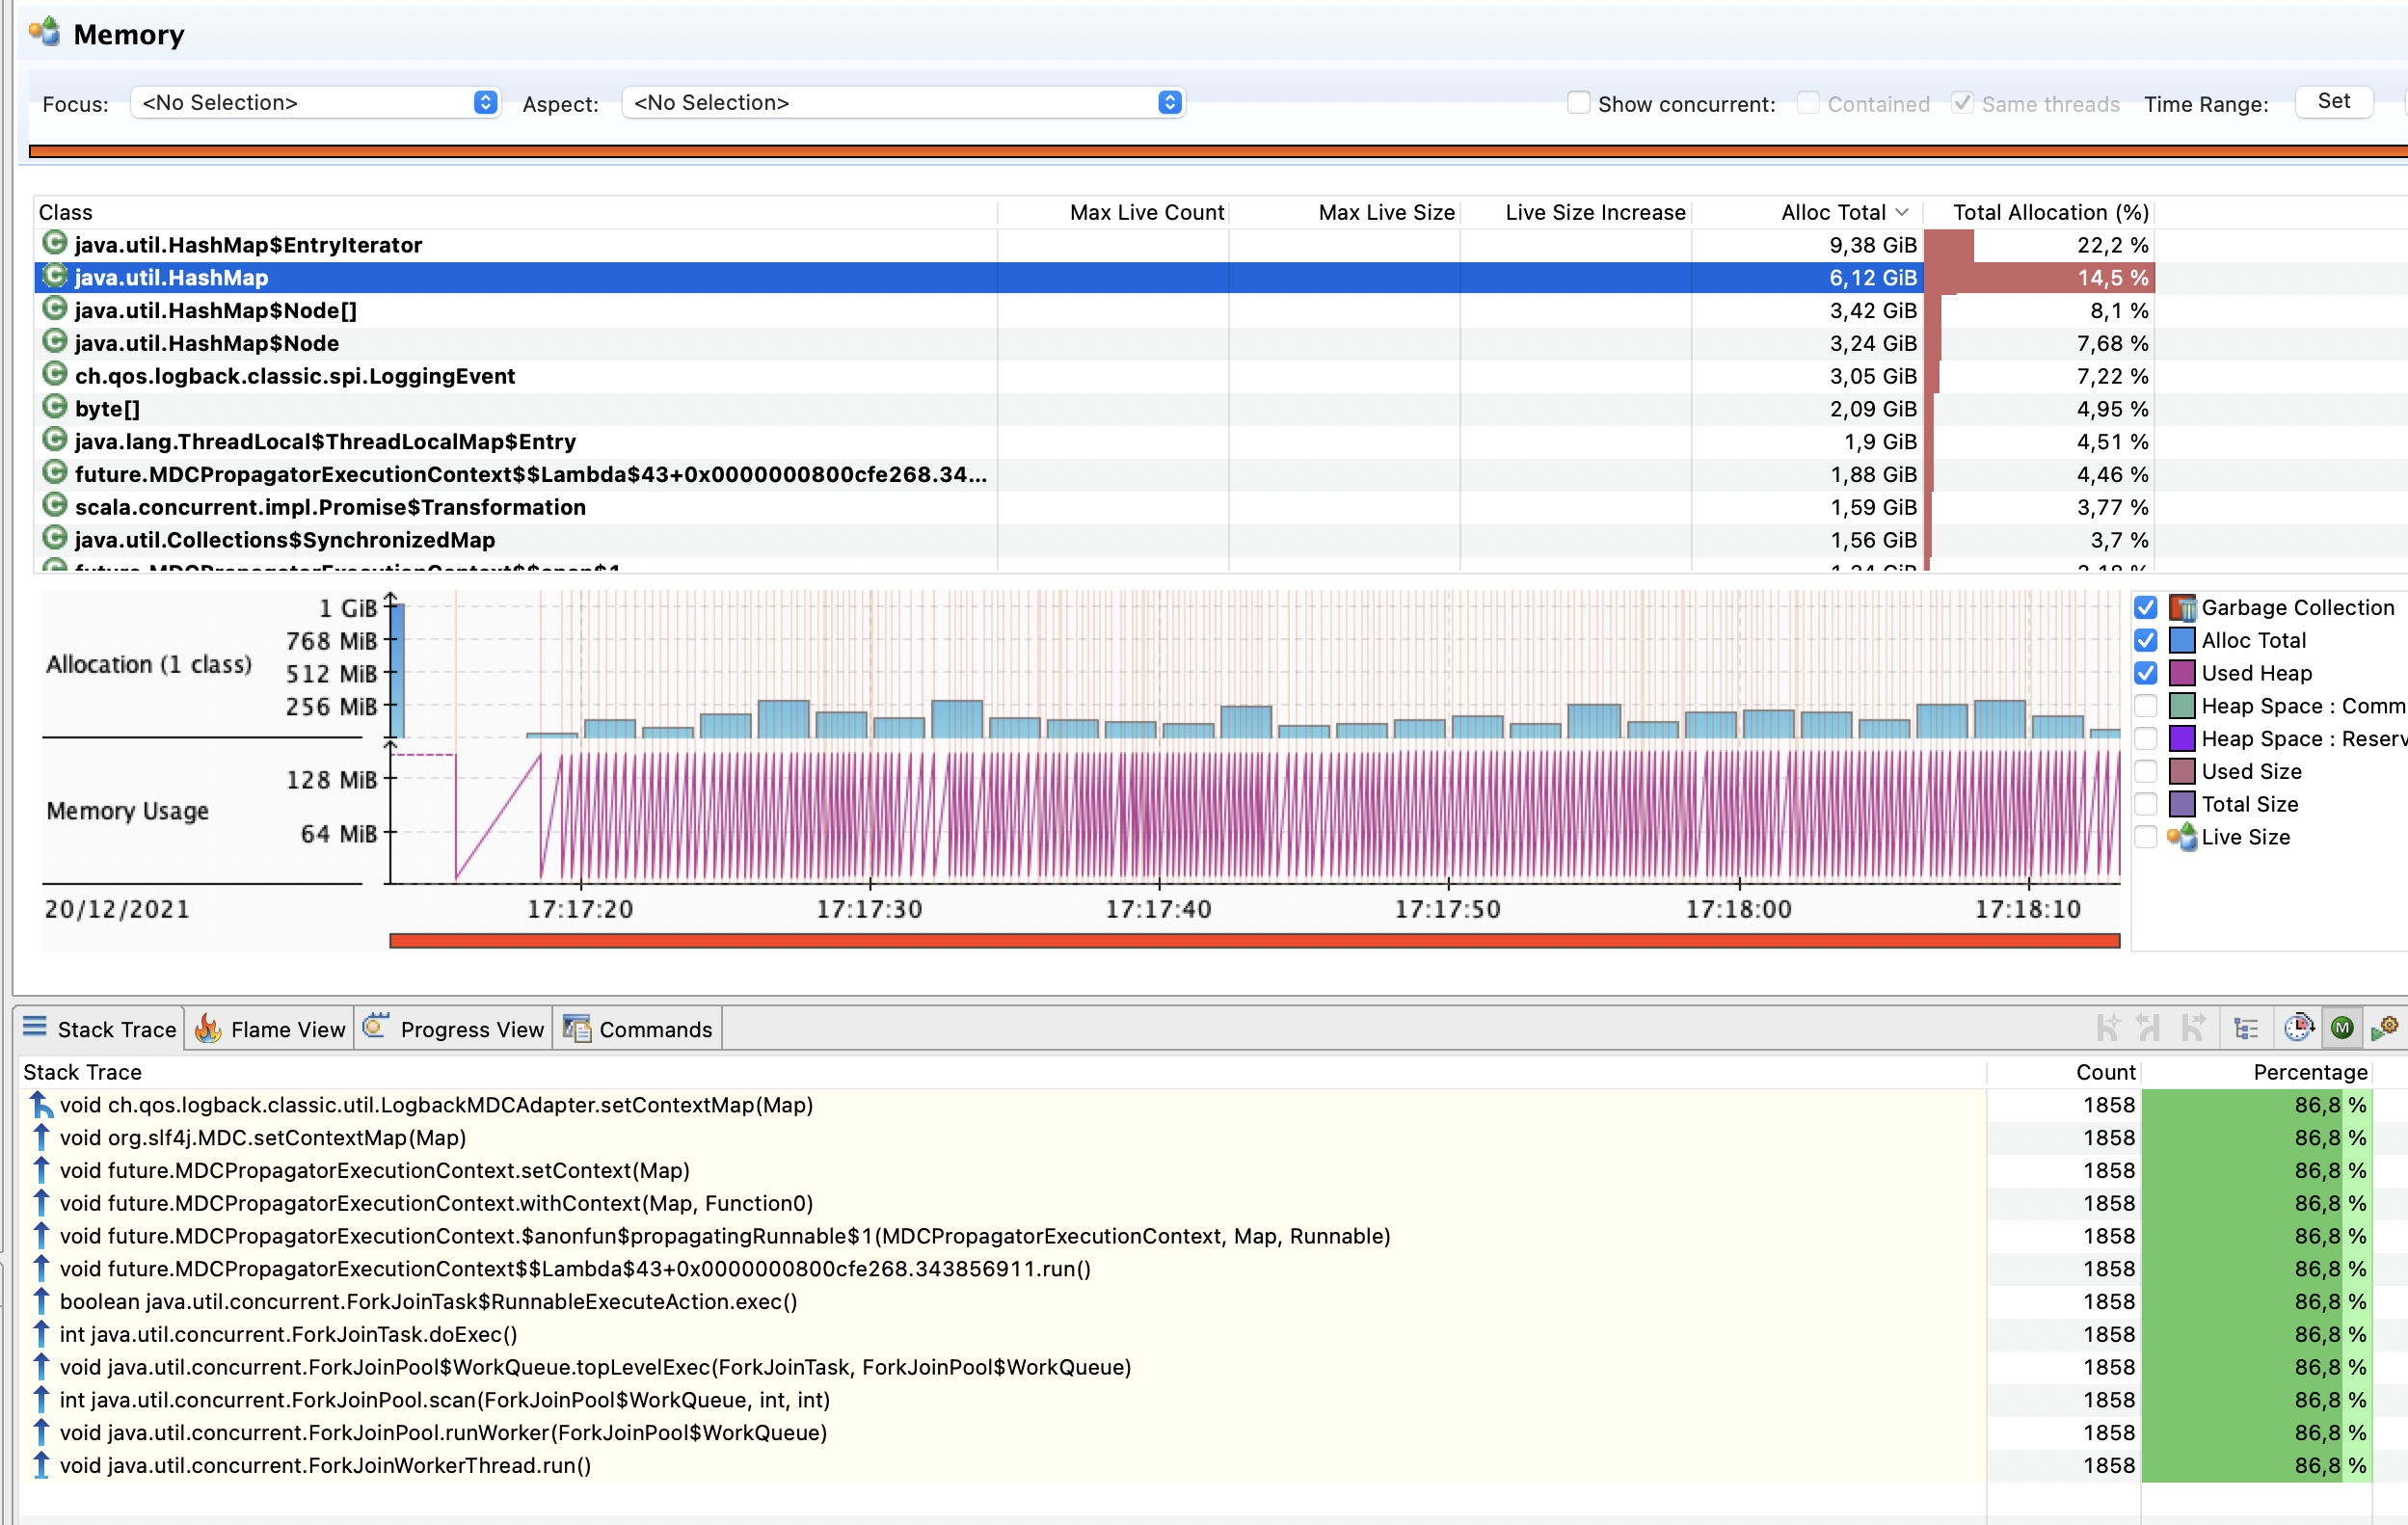 Memory
Focus: <No Selection> Aspect: <No Selection> Show concurrent: Contained Same threads Time Range: Set
Class Max Live Count Max Live Size Live Size Increase Alloc Total Total Allocation (%)
java.util.HashMap$EntryIterator 9,38 GiB 22,2 %
java.util.HashMap 6,12 GiB 14,5 %
java.util.HashMap$Node[] 3,42 GiB 8,1 %
java.util.HashMap$Node 3,24 GiB 7,68 %
ch.qos.logback.classic.spi.LoggingEvent 3,05 GiB 7,22 %
byte[] 2,09 GiB 4,95 %
java.lang.ThreadLocal$ThreadLocalMap$Entry 1,9 GiB 4,51 %
future.MDCPropagatorExecutionContext$$Lambda$43+0x0000000800cfe268.34... 1,88 GiB 4,46 %
scala.concurrent.impl.Promise$Transformation 1,59 GiB 3,77 %
java.util.Collections$SynchronizedMap 1,56 GiB 3,7 %
Allocation (1 class)
1 GiB
768 MiB
512 MiB
256 MiB
Memory Usage
128 MiB
64 MiB
20/12/2021 17:17:20 17:17:30 17:17:40 17:17:50 17:18:00 17:18:10
Garbage Collection
Alloc Total
Used Heap
Heap Space : Comm
Heap Space : Reserv
Used Size
Total Size
Live Size
Stack Trace Flame View Progress View Commands
Stack Trace Count Percentage
void ch.qos.logback.classic.util.LogbackMDCAdapter.setContextMap(Map) 1858 86,8 %
void org.slf4j.MDC.setContextMap(Map) 1858 86,8 %
void future.MDCPropagatorExecutionContext.setContext(Map) 1858 86,8 %
void future.MDCPropagatorExecutionContext.withContext(Map, Function0) 1858 86,8 %
void future.MDCPropagatorExecutionContext.$anonfun$propagatingRunnable$1(MDCPropagatorExecutionContext, Map, Runnable) 1858 86,8 %
void future.MDCPropagatorExecutionContext$$Lambda$43+0x0000000800cfe268.343856911.run() 1858 86,8 %
boolean java.util.concurrent.ForkJoinTask$RunnableExecuteAction.exec() 1858 86,8 %
int java.util.concurrent.ForkJoinTask.doExec() 1858 86,8 %
void java.util.concurrent.ForkJoinPool$WorkQueue.topLevelExec(ForkJoinTask, ForkJoinPool$WorkQueue) 1858 86,8 %
int java.util.concurrent.ForkJoinPool.scan(ForkJoinPool$WorkQueue, int, int) 1858 86,8 %
void java.util.concurrent.ForkJoinPool.runWorker(ForkJoinPool$WorkQueue) 1858 86,8 %
void java.util.concurrent.ForkJoinWorkerThread.run() 1858 86,8 %